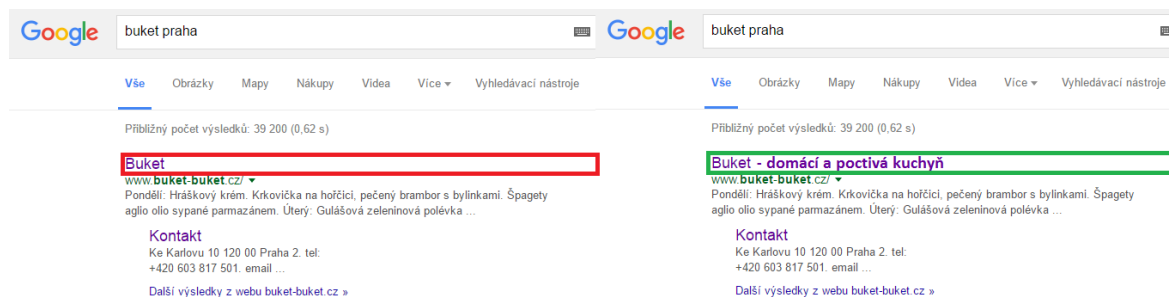 Google buket praha
Vše Obrázky Mapy Nákupy Videa Více Vyhledávací nástroje
Přibližný počet výsledků: 39 200 (0,62 s)
Buket
www.buket-buket.cz/
Pondělí: Hráškový krém. Krkovička na hořčici, pečený brambor s bylinkami. Špagety
aglio olio sypané parmazánem. Úterý: Gulášová zeleninová polévka ...
Kontakt
Ke Karlovu 10 120 00 Praha 2. tel:
+420 603 817 501. email ...
Další výsledky z webu buket-buket.cz »
Google buket praha
Vše Obrázky Mapy Nákupy Videa Více Vyhledávací nástroje
Přibližný počet výsledků: 39 200 (0,62 s)
Buket - domácí a poctivá kuchyň
www.buket-buket.cz/
Pondělí: Hráškový krém. Krkovička na hořčici, pečený brambor s bylinkami. Špagety
aglio olio sypané parmazánem. Úterý: Gulášová zeleninová polévka ...
Kontakt
Ke Karlovu 10 120 00 Praha 2. tel:
+420 603 817 501. email ...
Další výsledky z webu buket-buket.cz »